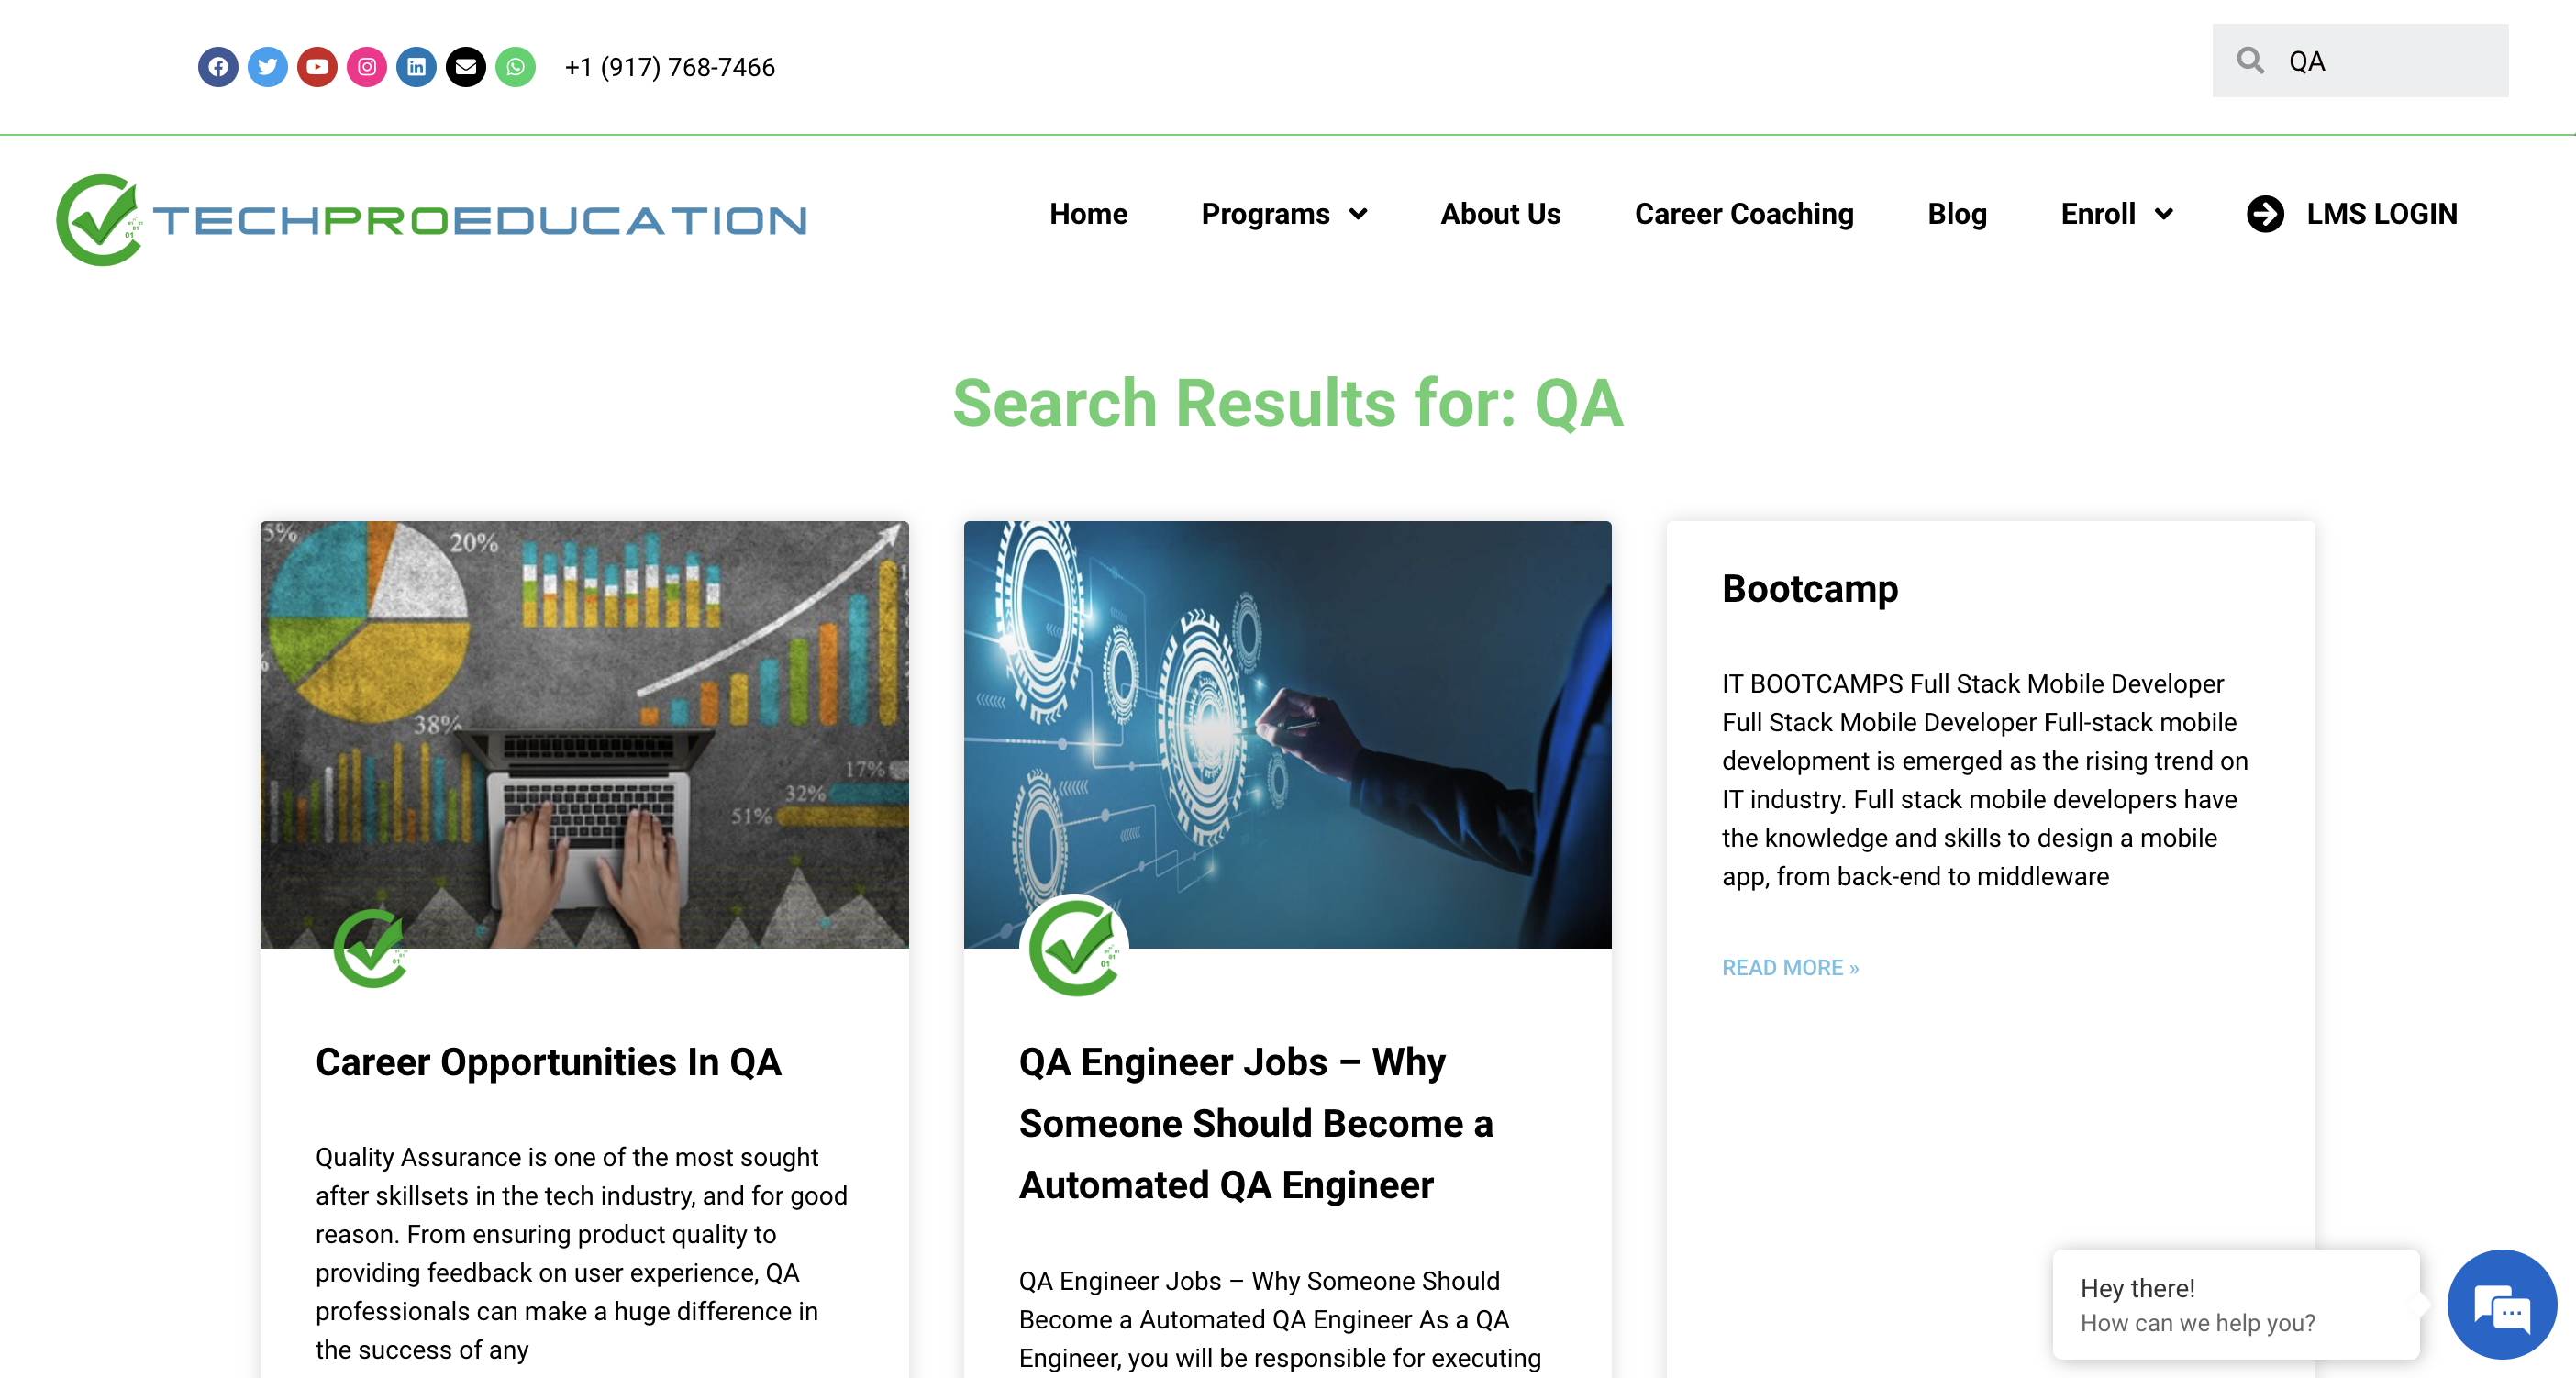 +1 (917) 768-7466
QA
TECHPROEDUCATION
Home
Programs
About Us
Career Coaching
Blog
Enroll
LMS LOGIN
Search Results for: QA
5%
20%
38%
17%
32%
51%
Career Opportunities In QA
Quality Assurance is one of the most sought
after skillsets in the tech industry, and for good
reason. From ensuring product quality to
providing feedback on user experience, QA
professionals can make a huge difference in
the success of any
QA Engineer Jobs – Why
Someone Should Become a
Automated QA Engineer
QA Engineer Jobs – Why Someone Should
Become a Automated QA Engineer As a QA
Engineer, you will be responsible for executing
Bootcamp
IT BOOTCAMPS Full Stack Mobile Developer
Full Stack Mobile Developer Full-stack mobile
development is emerged as the rising trend on
IT industry. Full stack mobile developers have
the knowledge and skills to design a mobile
app, from back-end to middleware
READ MORE »
Hey there!
How can we help you?